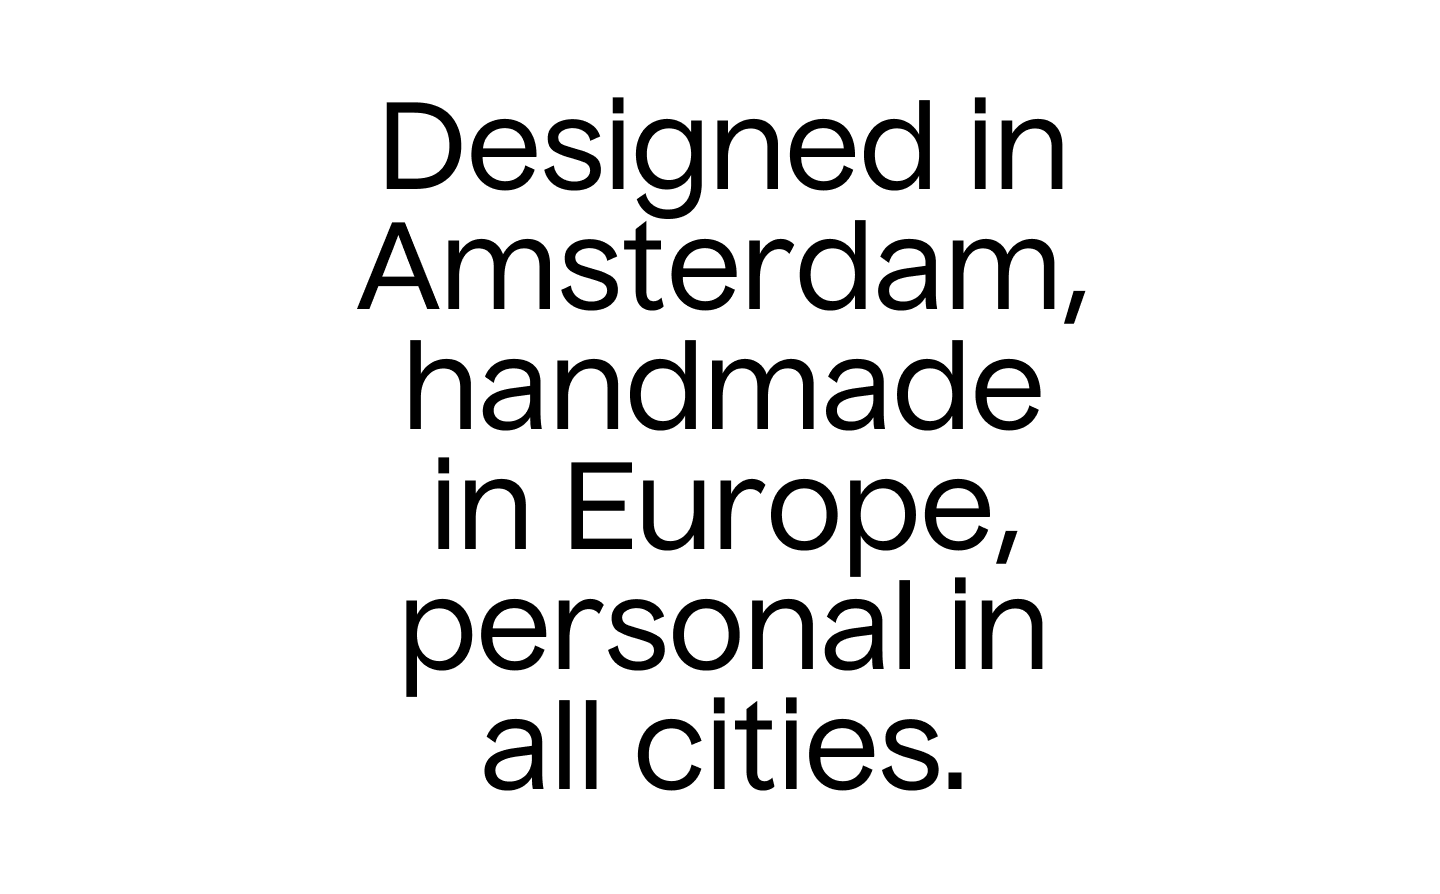 Designed in
Amsterdam,
handmade
in Europe,
personal in
all cities.